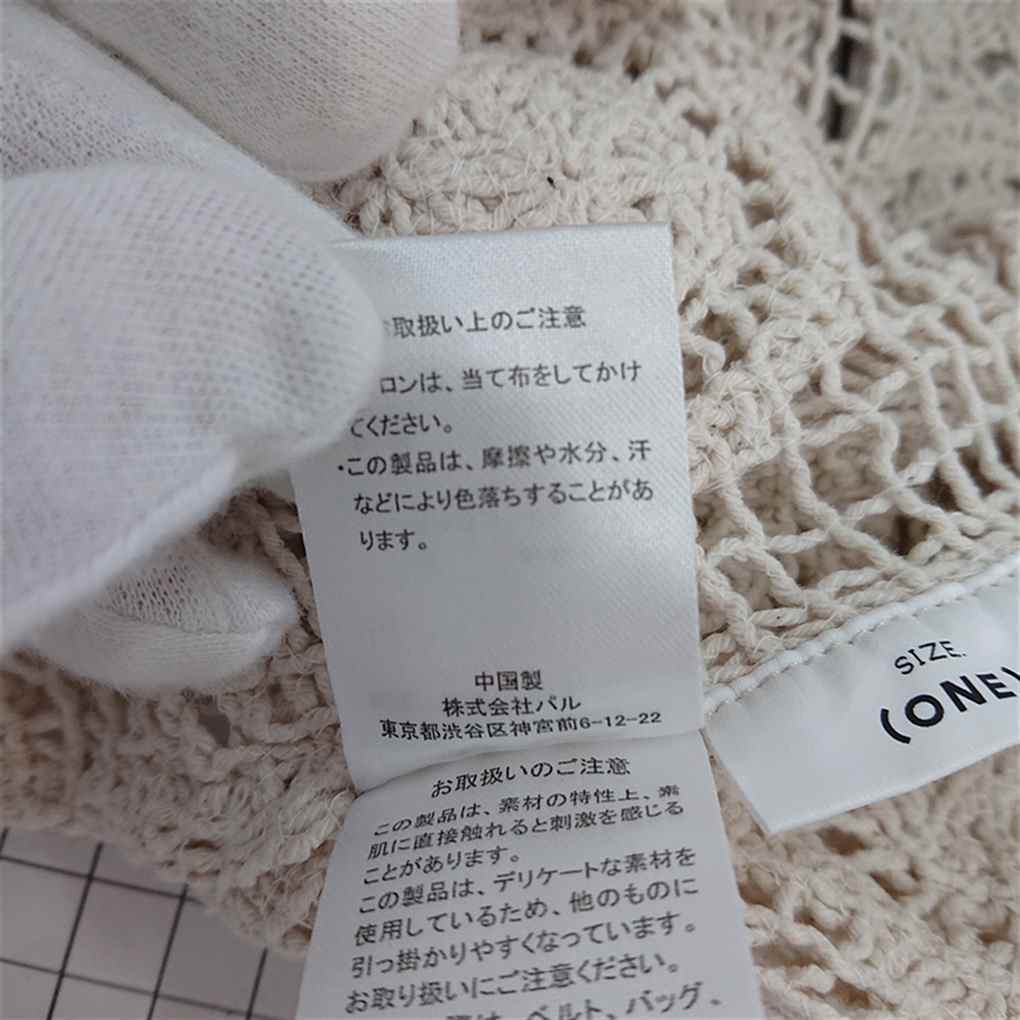 取扱い上のご注意
ロンは、当て布をしてかけ
てください。
・この製品は、摩擦や水分、汗
などにより色落ちすることがあ
ります。
中国製
株式会社パル
東京都渋谷区神宮前6-12-22
お取扱いのご注意
この製品は、素材の特性上、素
肌に直接触れると刺激を感じる
ことがあります。
この製品は、デリケートな素材を
使用しているため、他のものに
引っ掛かりやすくなっています。
お取り扱いにご注意ください。
は、ベルト、バッグ、
SIZE.
(ONE)